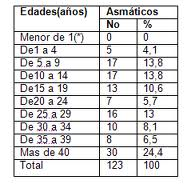 Edades(años) Asmáticos
No %
Menor de 1(*) 0 0
De1 a 4 5 4,1
De 5 a 9 17 13,8
De10 a 14 17 13,8
De15 a 19 13 10,6
De20 a 24 7 5,7
De 25 a 29 16 13
De 30 a 34 10 8,1
De 35 a 39 8 6,5
Mas de 40 30 24,4
Total 123 100